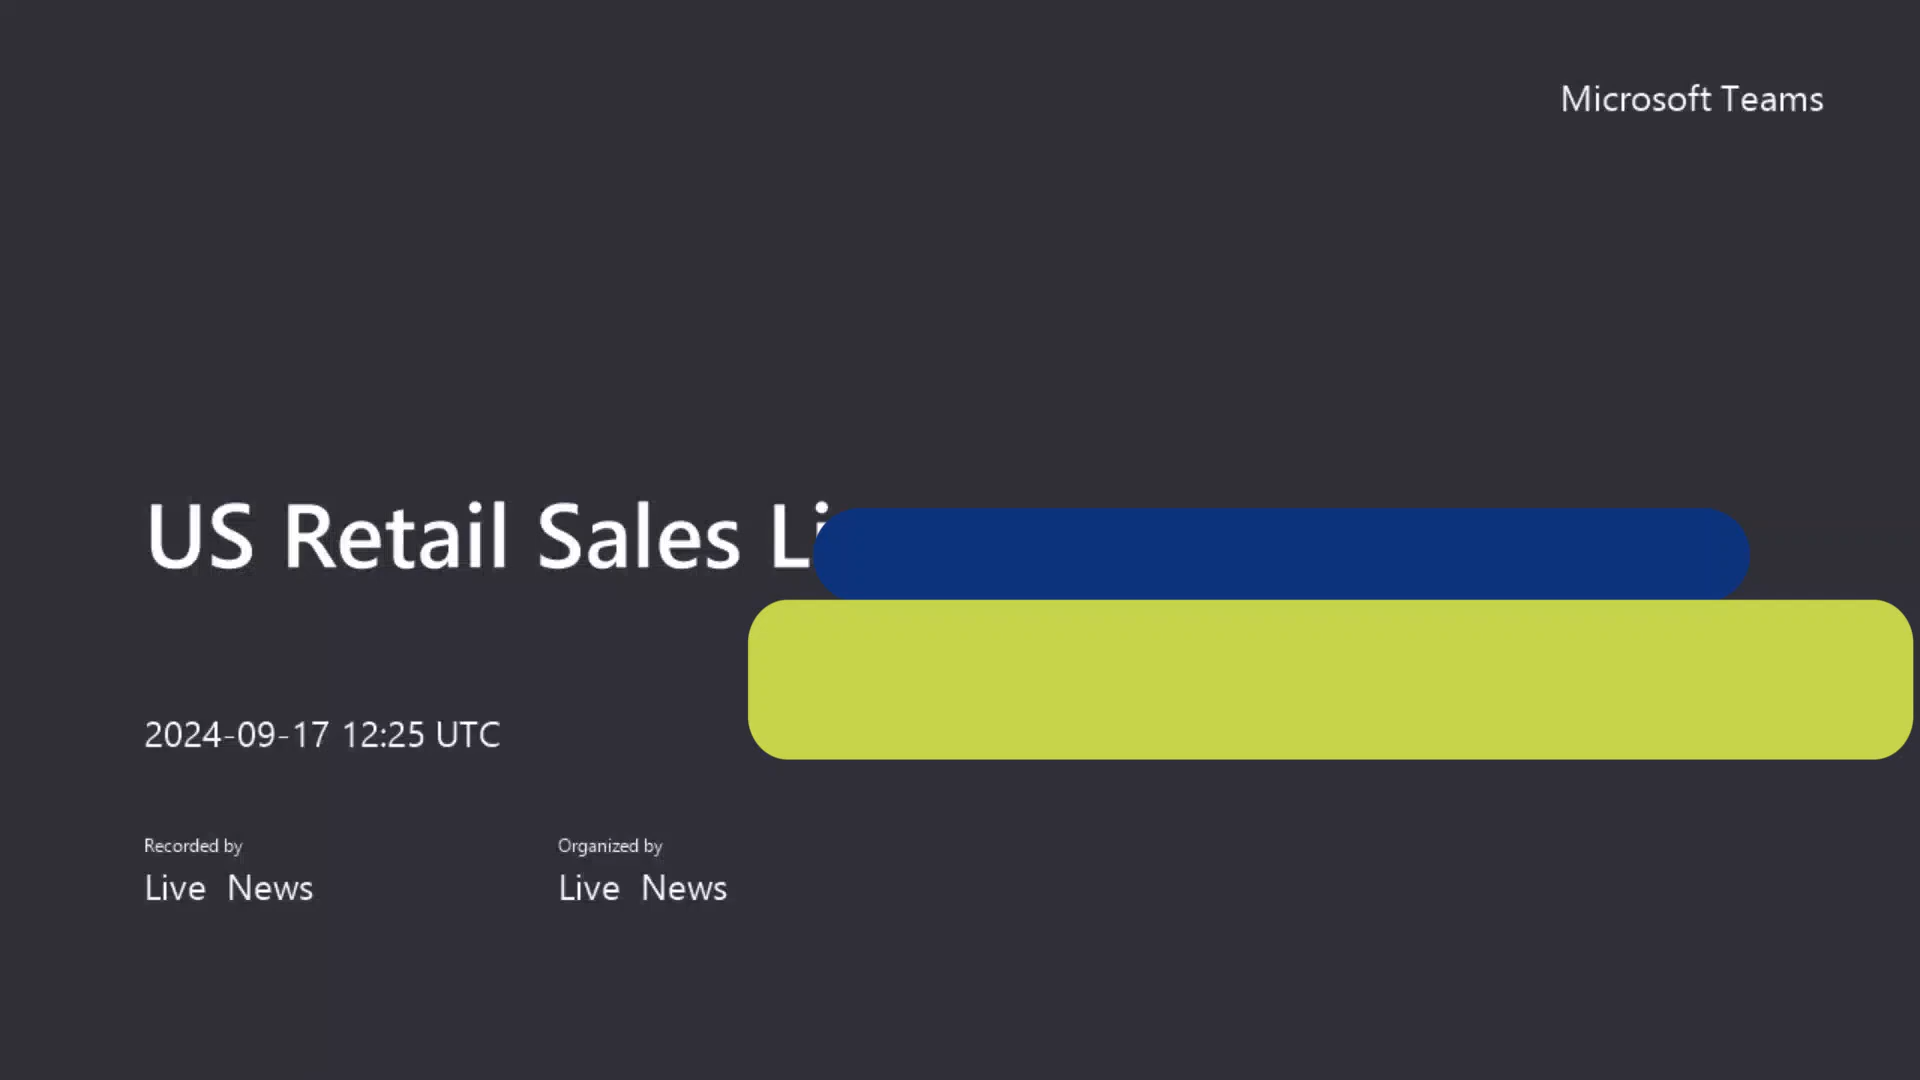 Microsoft Teams
US Retail Sales
2024-09-17 12:25 UTC
Recorded by
Organized by
Live News
Live News